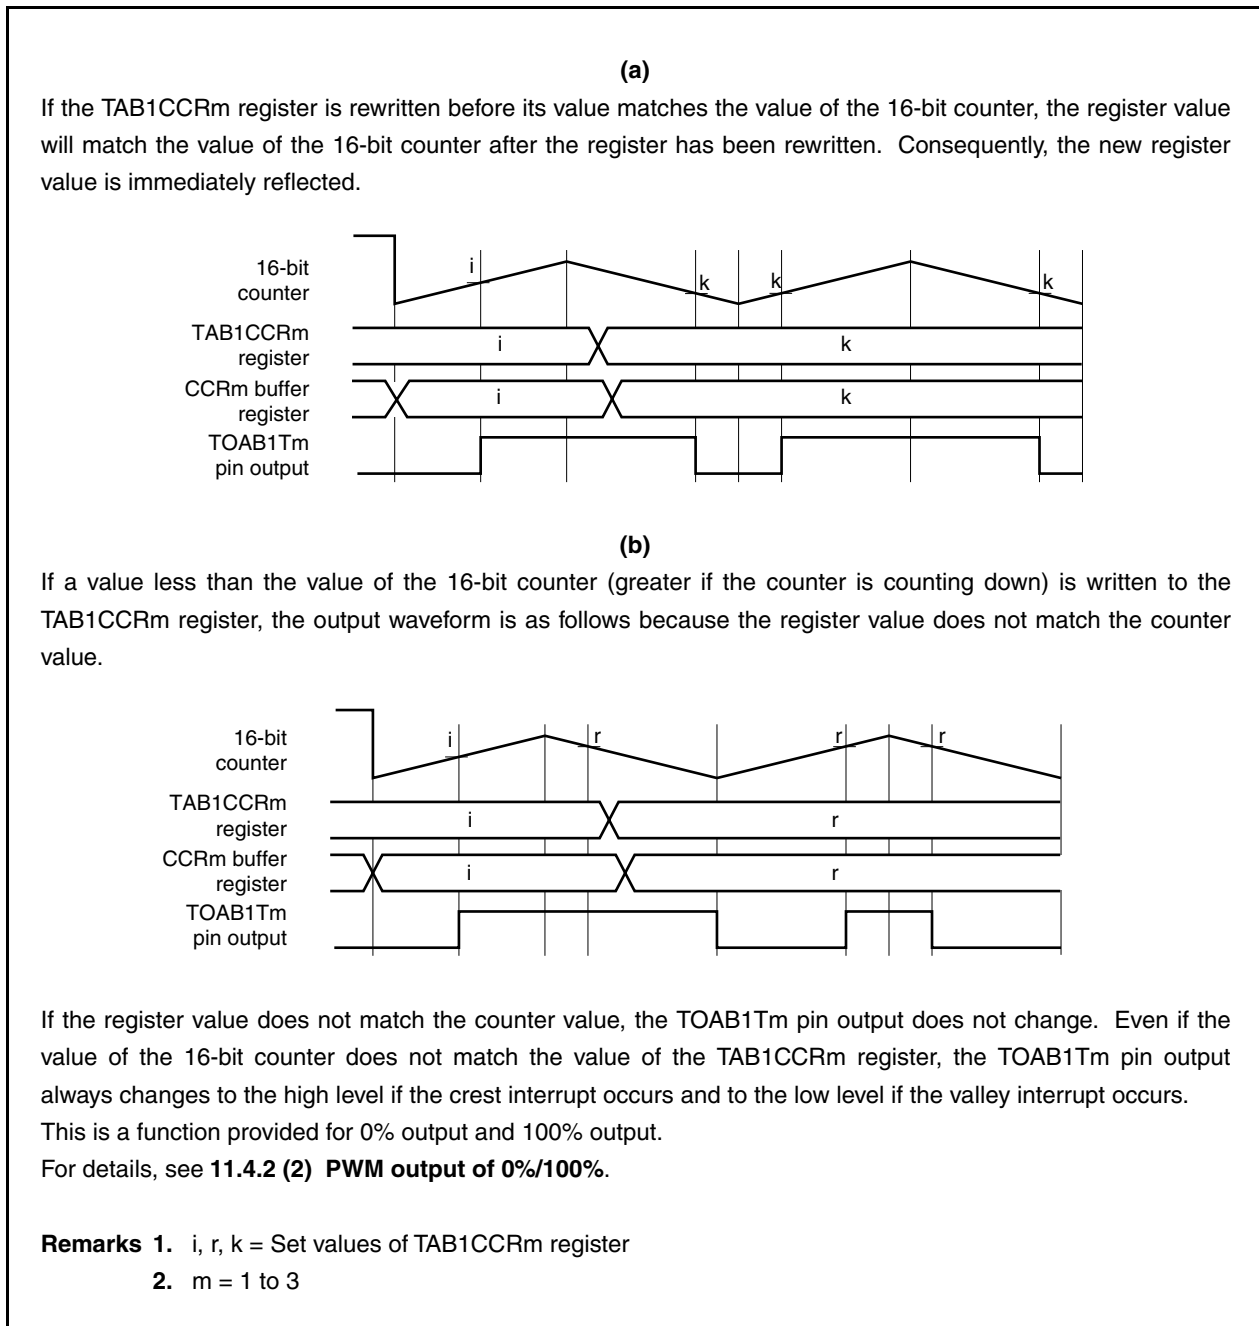 (a)
If the TAB1CCRm register is rewritten before its value matches the value of the 16-bit counter, the register value
will match the value of the 16-bit counter after the register has been rewritten. Consequently, the new register
value is immediately reflected.
16-bit
counter
i
k
k
k
TAB1CCRm
register
i
k
CCRm buffer
register
i
k
TOAB1Tm
pin output
(b)
If a value less than the value of the 16-bit counter (greater if the counter is counting down) is written to the
TAB1CCRm register, the output waveform is as follows because the register value does not match the counter
value.
16-bit
counter
i
r
r
r
TAB1CCRm
register
i
r
CCRm buffer
register
i
r
TOAB1Tm
pin output
If the register value does not match the counter value, the TOAB1Tm pin output does not change. Even if the
value of the 16-bit counter does not match the value of the TAB1CCRm register, the TOAB1Tm pin output
always changes to the high level if the crest interrupt occurs and to the low level if the valley interrupt occurs.
This is a function provided for 0% output and 100% output.
For details, see 11.4.2 (2) PWM output of 0%/100%.
Remarks 1. i, r, k = Set values of TAB1CCRm register
2. m = 1 to 3